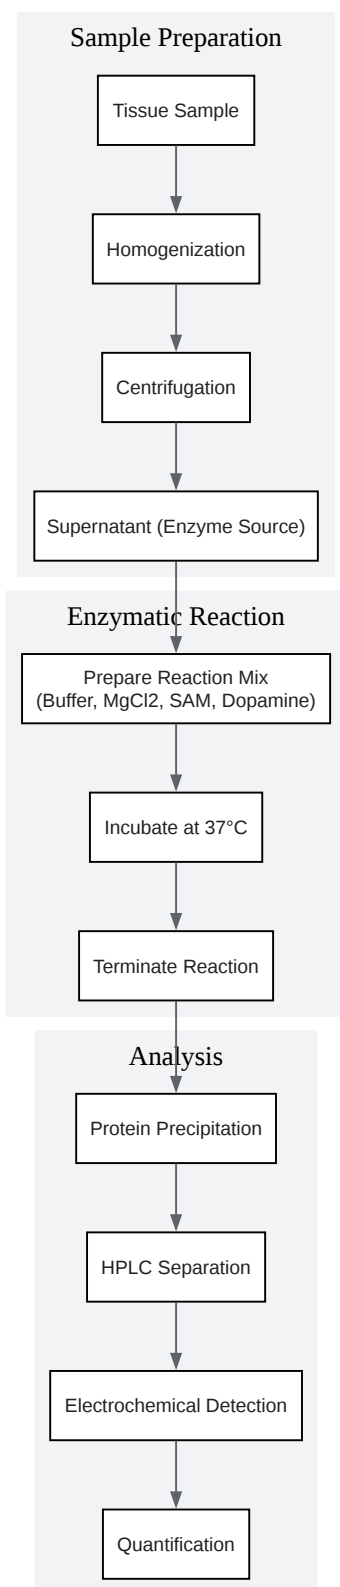 Sample Preparation
Tissue Sample
Homogenization
Centrifugation
Supernatant (Enzyme Source)
Enzymatic Reaction
Prepare Reaction Mix
(Buffer, MgCl2, SAM, Dopamine)
Incubate at 37°C
Terminate Reaction
Analysis
Protein Precipitation
HPLC Separation
Electrochemical Detection
Quantification